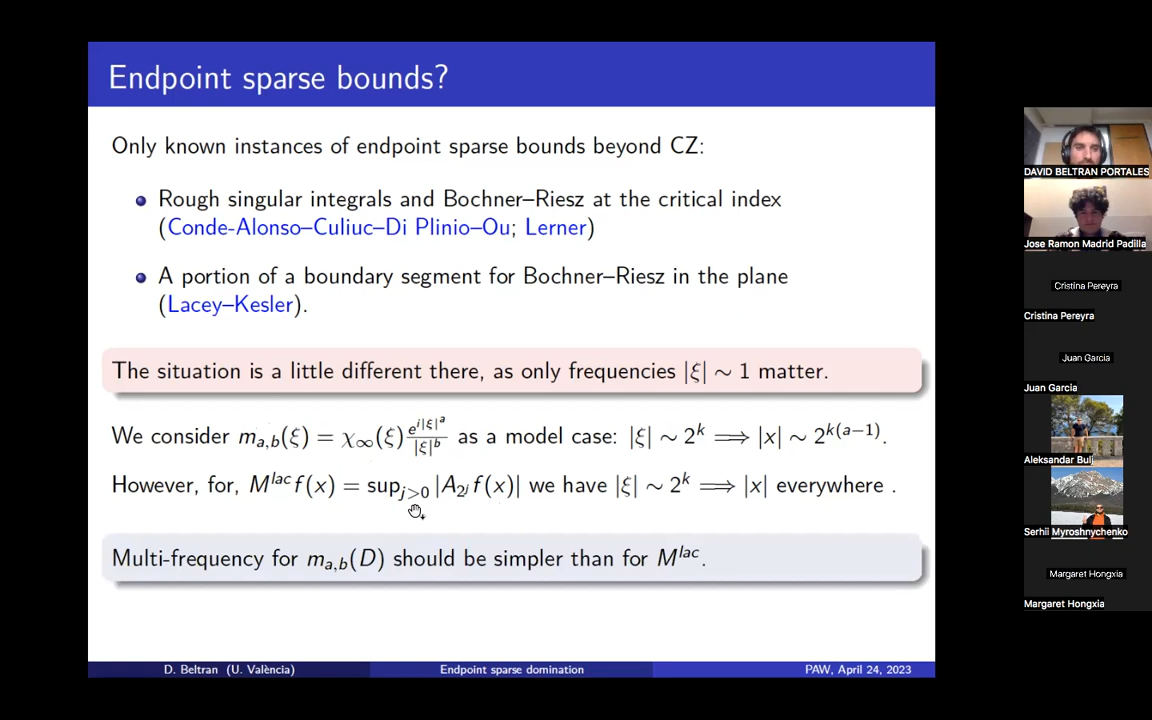 Endpoint sparse bounds?
Only known instances of endpoint sparse bounds beyond CZ:
Rough singular integrals and Bochner–Riesz at the critical index
(Conde-Alonso–Culiuc–Di Plinio–Ou; Lerner)
A portion of a boundary segment for Bochner–Riesz in the plane
(Lacey–Kesler).
The situation is a little different there, as only frequencies |ξ| ∼ 1 matter.
We consider m_{a,b}(ξ) = χ_∞(ξ) e^{i|ξ|^a}/|ξ|^b as a model case: |ξ| ∼ 2^k ⟹ |x| ∼ 2^{k(a−1)}.
However, for, M^{lac} f(x) = sup_{j>0} |A_{2^j} f(x)| we have |ξ| ∼ 2^k ⟹ |x| everywhere .
Multi-frequency for m_{a,b}(D) should be simpler than for M^{lac}.
D. Beltran (U. València)
Endpoint sparse domination
PAW, April 24, 2023
DAVID BELTRAN PORTALES
Jose Ramon Madrid Padilla
Cristina Pereyra
Cristina Pereyra
Juan Garcia
Juan Garcia
Aleksandar Bulj
Serhii Myroshnychenko
Margaret Hongxia
Margaret Hongxia